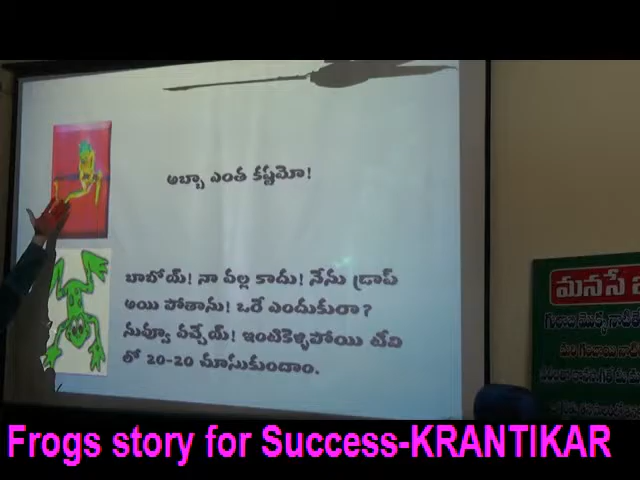 అబ్బా ఎంత కష్టమో!
బాబోయ్! నా వల్ల కాదు! నేను డ్రాప్
అయి పోతాను! ఒరే ఎందుకురా?
నువ్వూ వచ్చేయ్! ఇంటికెళ్ళిపోయి టీవి
లో 20-20 చూసుకుందాం.
మనసే
Frogs story for Success-KRANTIKAR